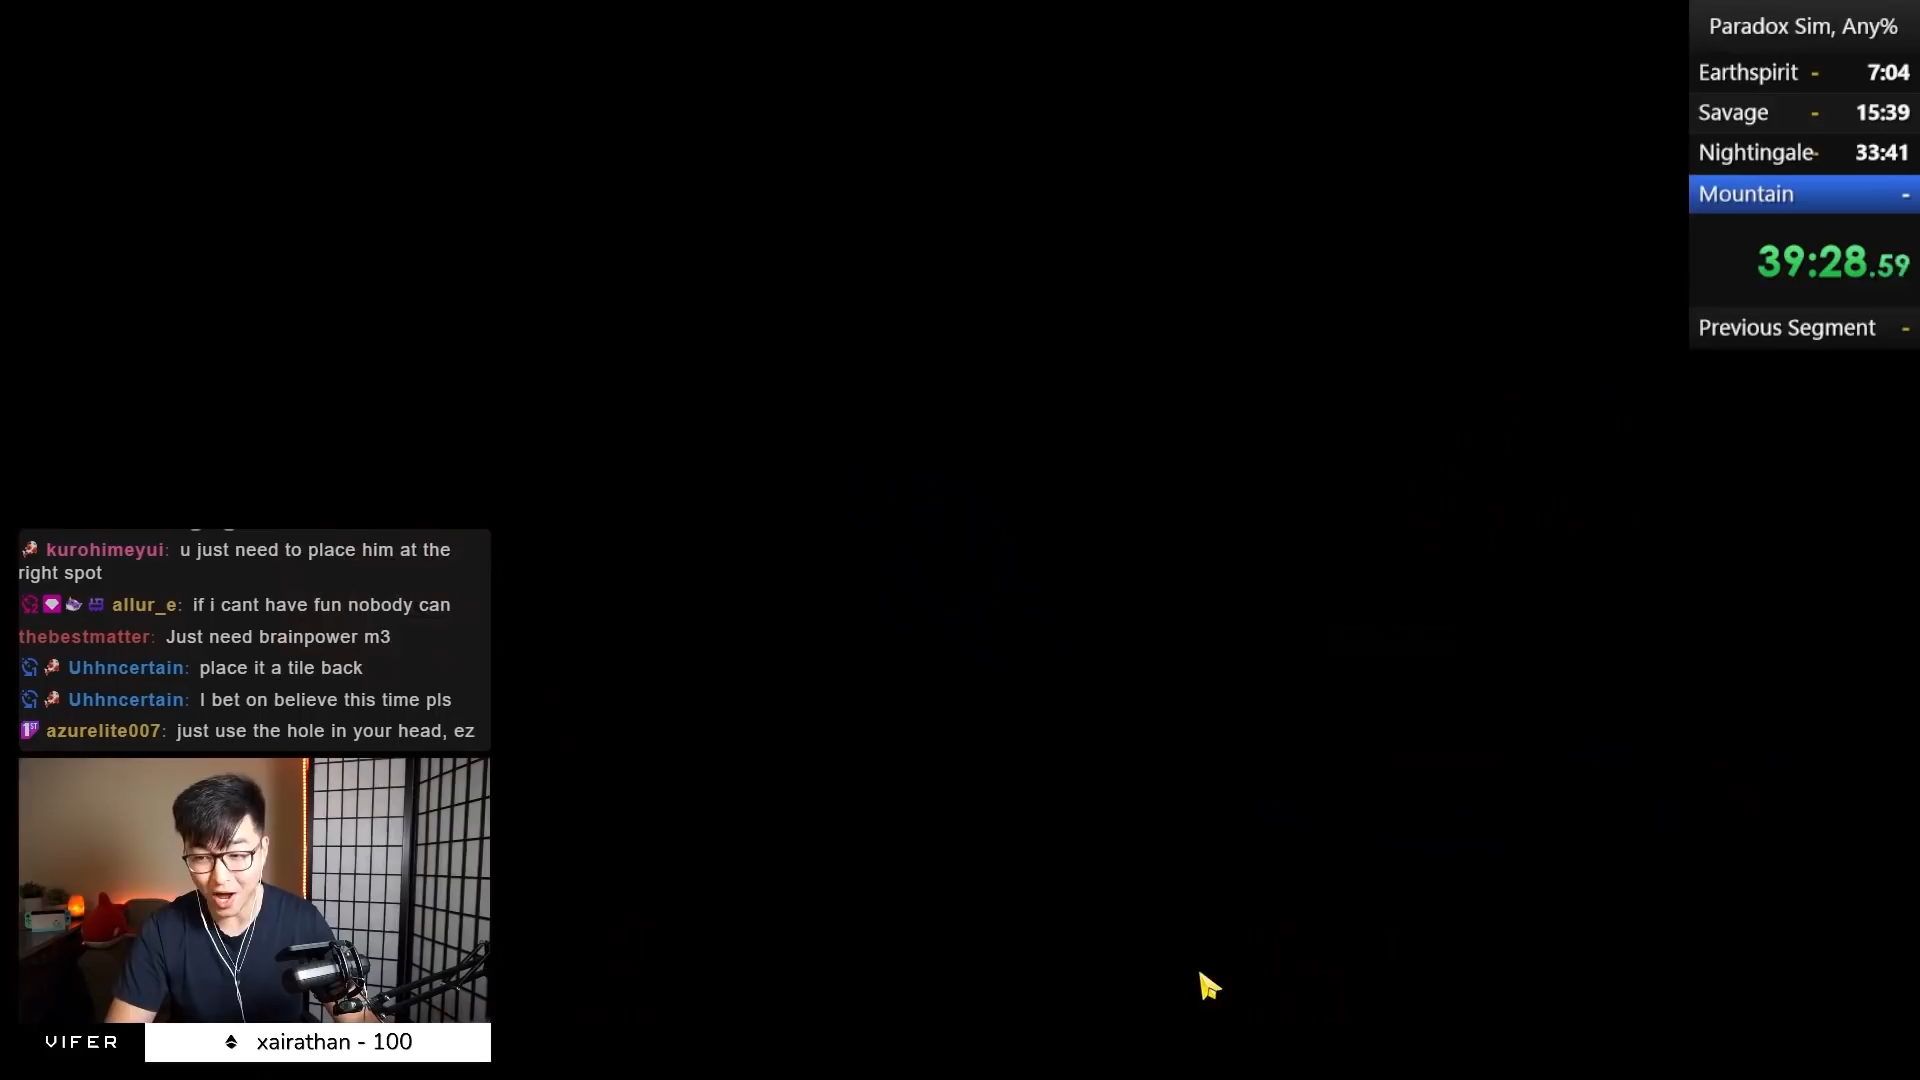 Paradox Sim, Any%
Earthspirit - 7:04
Savage - 15:39
Nightingale- 33:41
Mountain -
39:28.59
Previous Segment -
kurohimeyui: u just need to place him at the
right spot
allur_e: if i cant have fun nobody can
thebestmatter: Just need brainpower m3
Uhhncertain: place it a tile back
Uhhncertain: I bet on believe this time pls
1ST azurelite007: just use the hole in your head, ez
VIFER
xairathan - 100